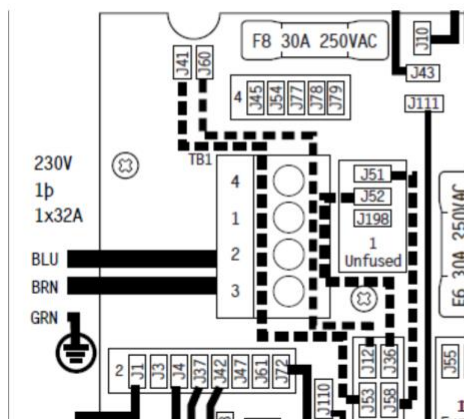 F8 30A 250VAC
J10
J41 J60
J43
4 J45 J54 J77 J78 J79
J111
TB1
230V
1þ
1x32A
4
1
2
3
J51
J52
J198
1
Unfused
F6 30A 250VAC
BLU
BRN
GRN
2 J1 J3 J4 J37 J42 J47 J61 J72
J12 J36
J55
J110
J53 J58
1